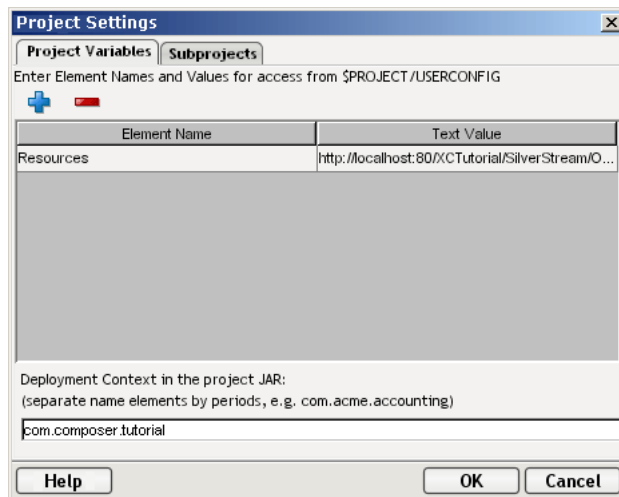 Project Settings
Project Variables Subprojects
Enter Element Names and Values for access from $PROJECT/USERCONFIG
Element Name Text Value
Resources http://localhost:80/XCTutorial/SilverStream/O...
Deployment Context in the project JAR:
(separate name elements by periods, e.g. com.acme.accounting)
com.composer.tutorial
Help OK Cancel